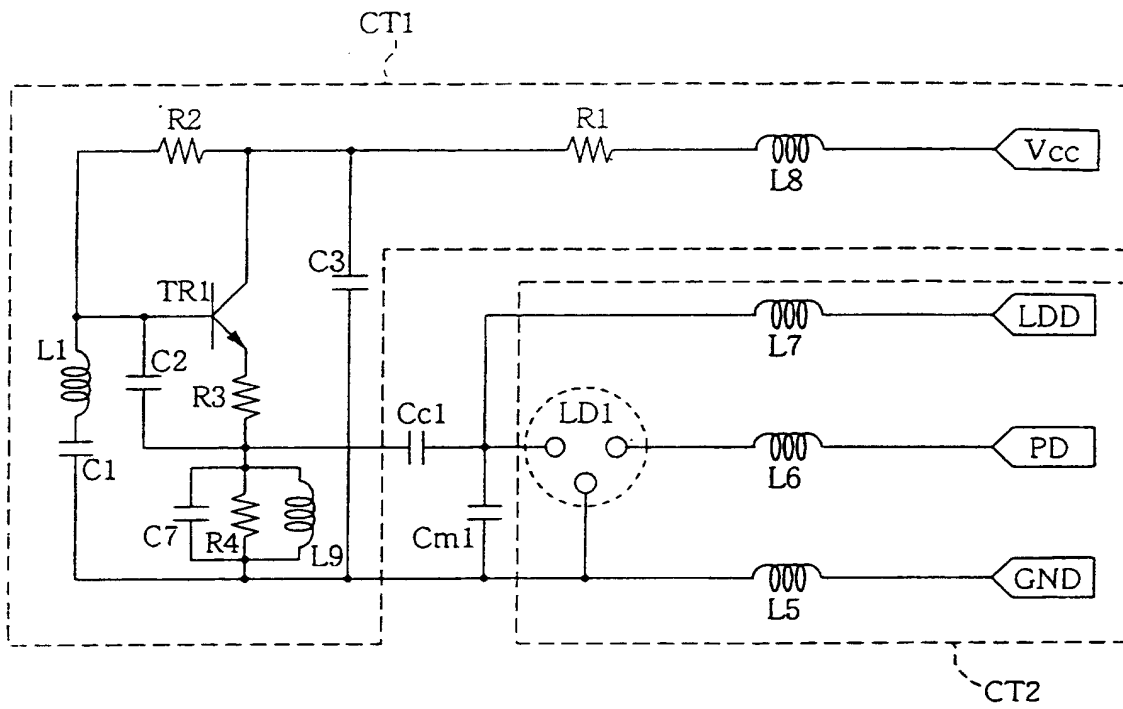 CT1
R2
R1
L8
Vcc
C3
TR1
L7
LDD
L1
C2
R3
Cc1
LD1
L6
PD
C1
C7
R4
L9
Cm1
L5
GND
CT2